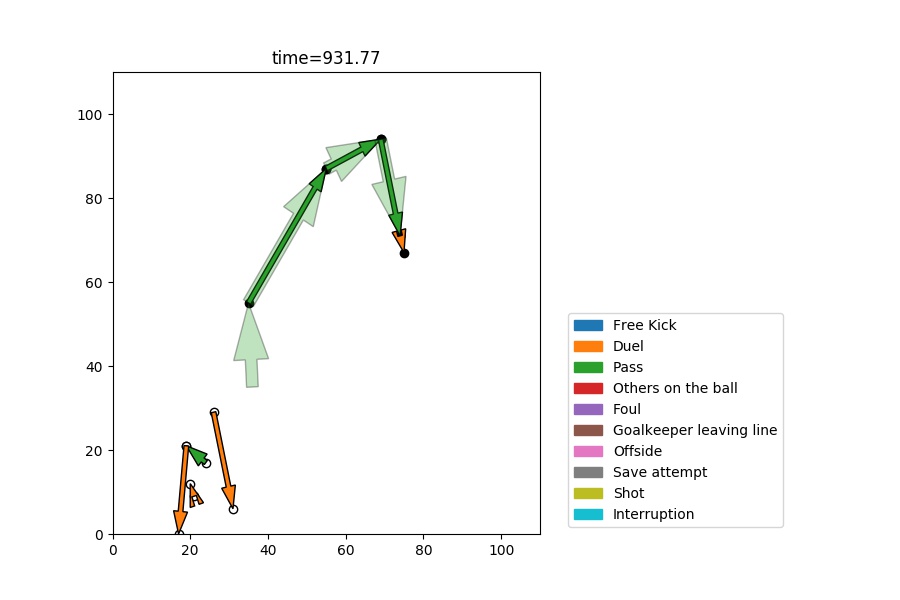 time=931.77
100
80
60
40
20
0
0 20 40 60 80 100
Free Kick
Duel
Pass
Others on the ball
Foul
Goalkeeper leaving line
Offside
Save attempt
Shot
Interruption